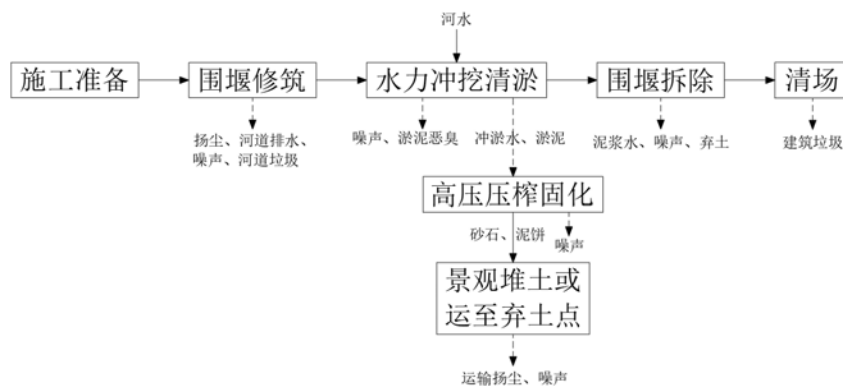 河水
施工准备
围堰修筑
水力冲挖清淤
围堰拆除
清场
扬尘、河道排水、
噪声、河道垃圾
噪声、淤泥恶臭
冲淤水、淤泥
泥浆水、噪声、弃土
建筑垃圾
高压压榨固化
砂石、泥饼
噪声
景观堆土或
运至弃土点
运输扬尘、噪声